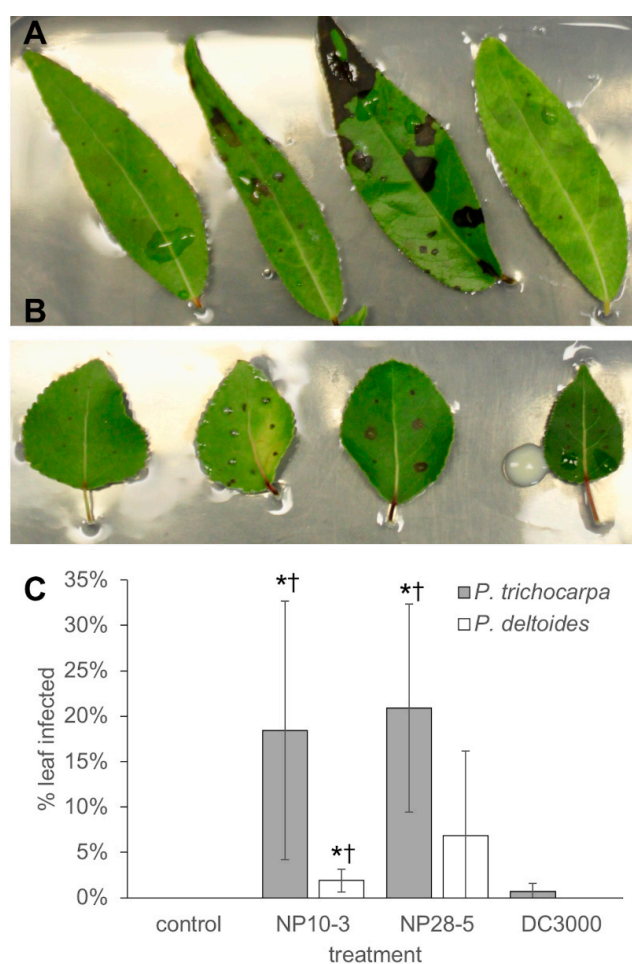 A
B
C
35%
30%
25%
20%
15%
10%
5%
0%
% leaf infected
*†
*†
*†
P. trichocarpa
P. deltoides
control NP10-3 NP28-5 DC3000
treatment